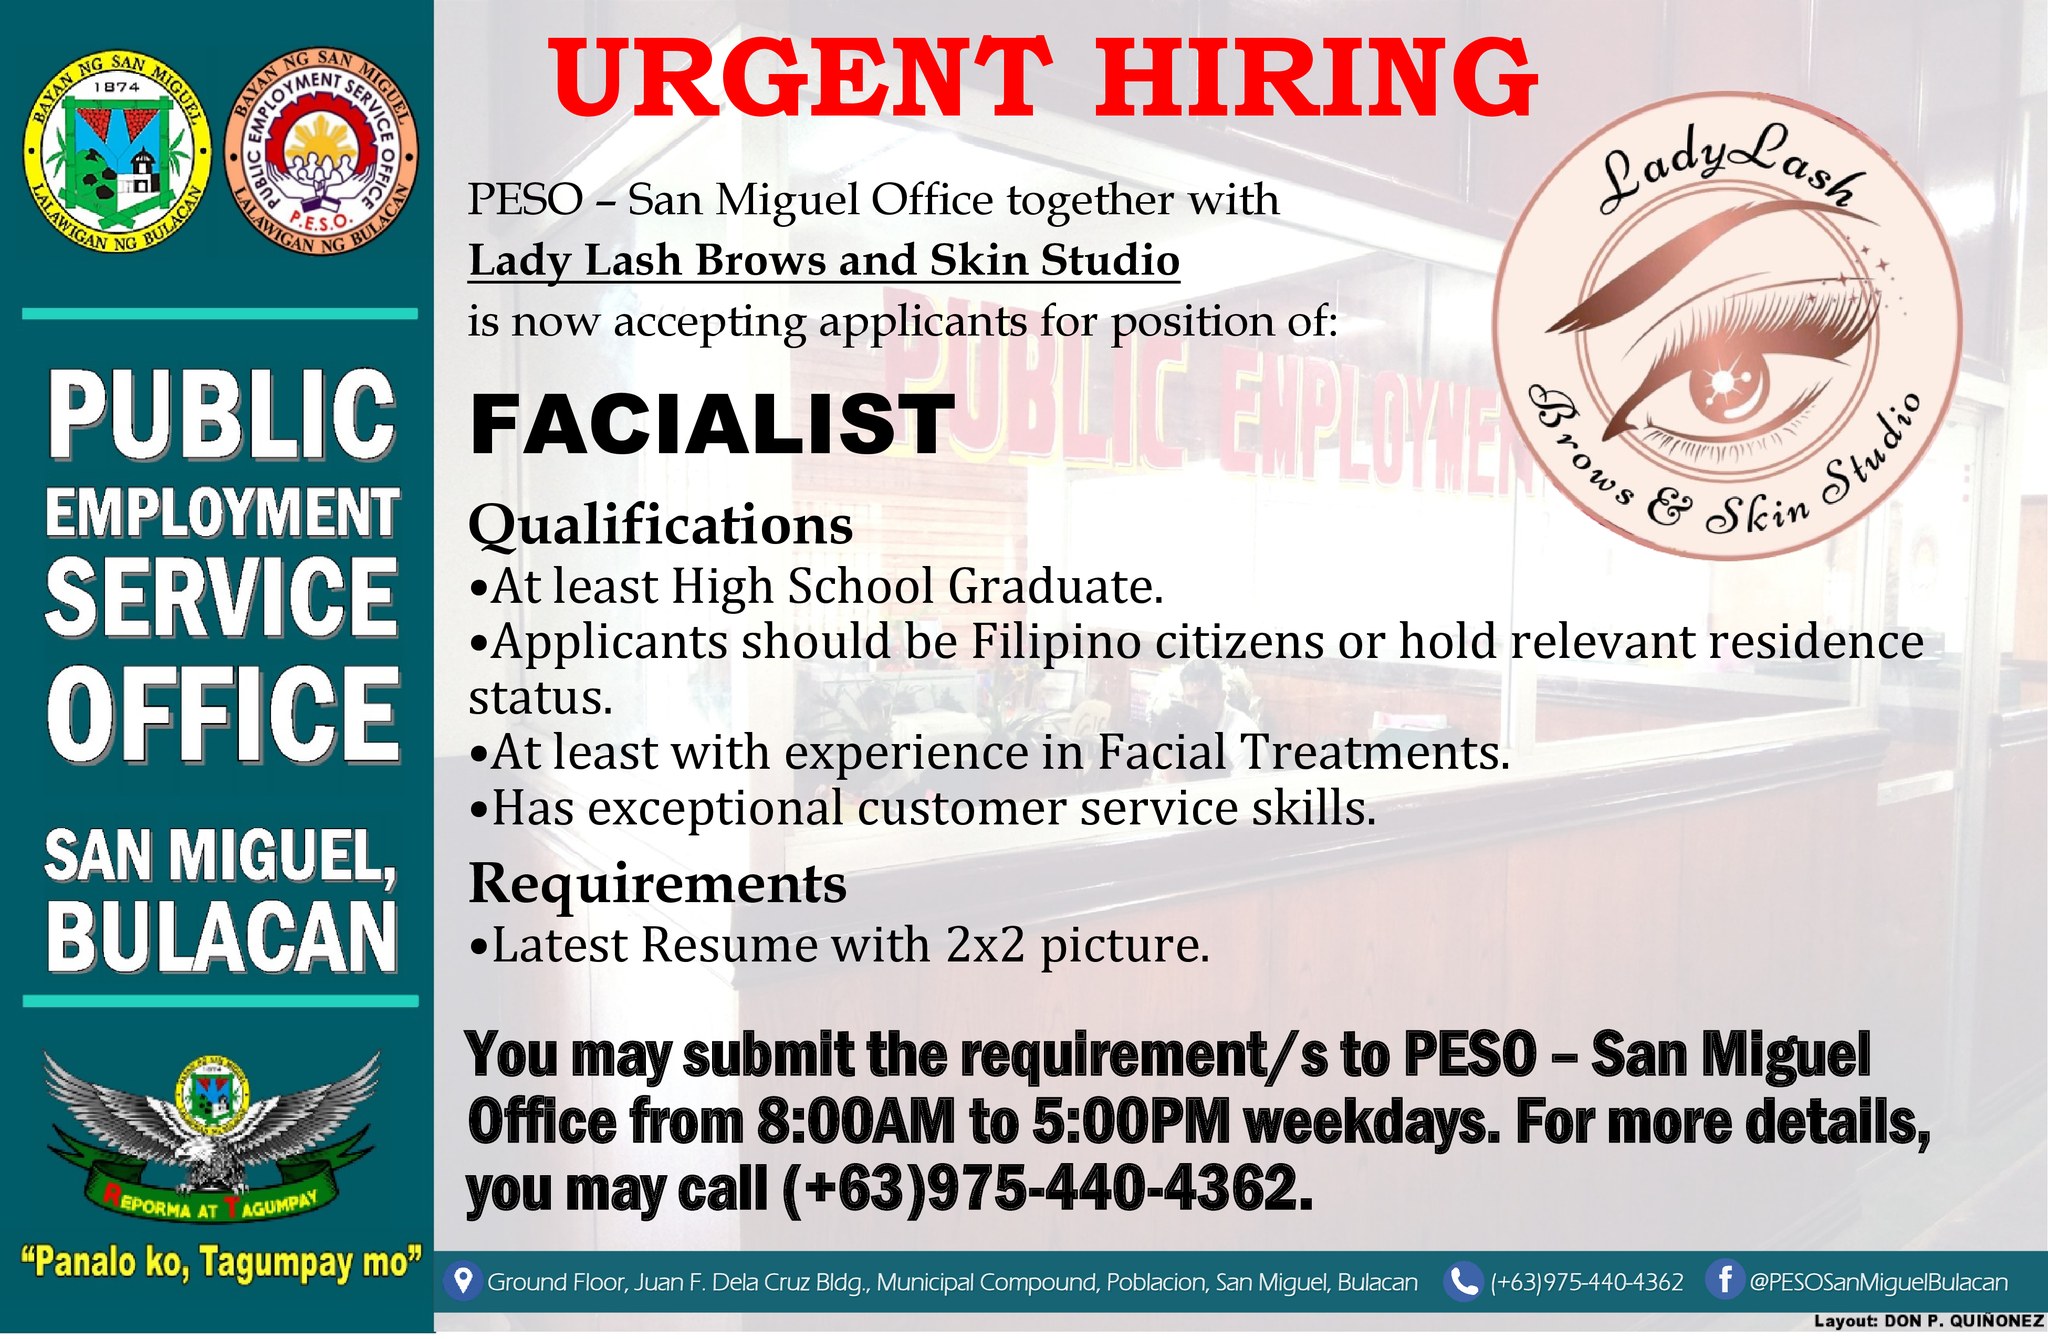 BAYAN NG SAN MIGUEL
1874
LALAWIGAN NG BULACAN
BAYAN NG SAN MIGUEL
PUBLIC EMPLOYMENT SERVICE OFFICE
P.E.S.O.
LALAWIGAN NG BULACAN
PUBLIC
EMPLOYMENT
SERVICE
OFFICE
SAN MIGUEL,
BULACAN
REPORMA AT TAGUMPAY
“Panalo ko, Tagumpay mo”
URGENT HIRING
PESO – San Miguel Office together with
Lady Lash Brows and Skin Studio
is now accepting applicants for position of:
LadyLash
Brows & Skin Studio
PUBLIC EMPLOYMEN
FACIALIST
Qualifications
•At least High School Graduate.
•Applicants should be Filipino citizens or hold relevant residence
status.
•At least with experience in Facial Treatments.
•Has exceptional customer service skills.
Requirements
•Latest Resume with 2x2 picture.
You may submit the requirement/s to PESO – San Miguel
Office from 8:00AM to 5:00PM weekdays. For more details,
you may call (+63)975-440-4362.
Ground Floor, Juan F. Dela Cruz Bldg., Municipal Compound, Poblacion, San Miguel, Bulacan
(+63)975-440-4362
@PESOSanMiguelBulacan
Layout: DON P. QUIÑONEZ